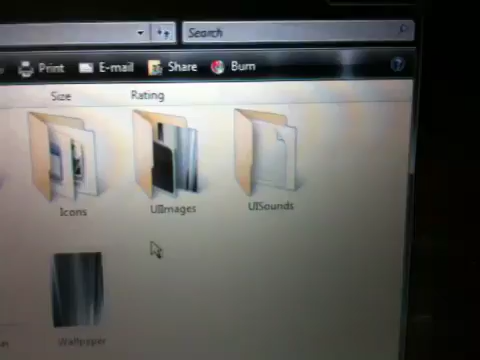 Search
Print E-mail Share Burn
Size Rating
Icons UIImages UISounds
Wallpaper